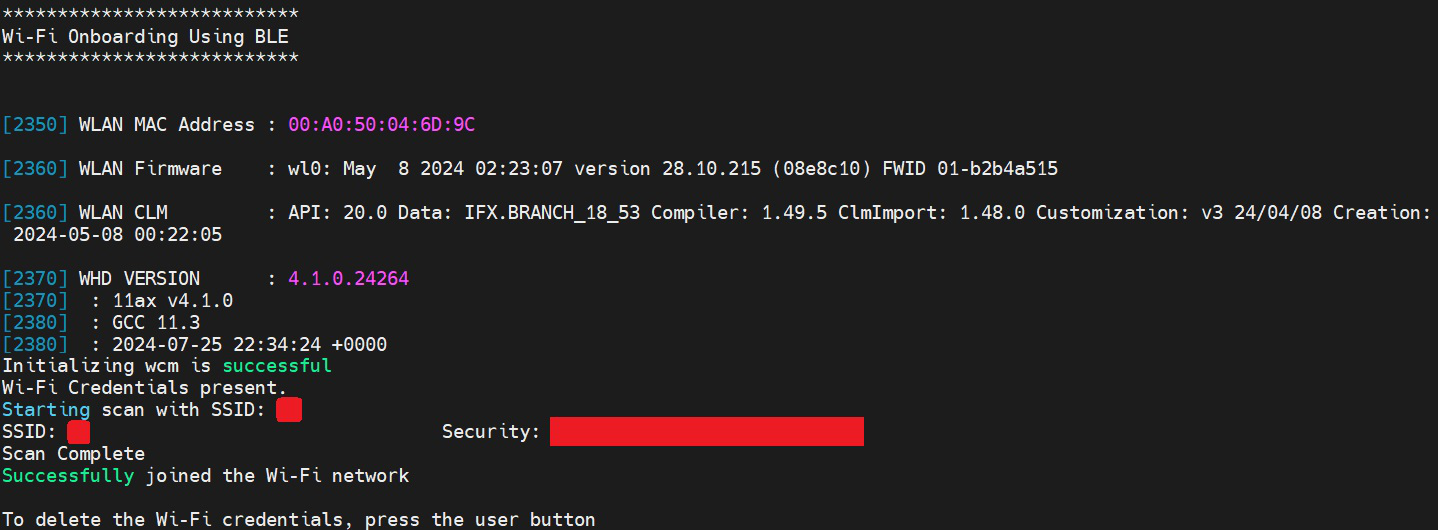 ***************************
Wi-Fi Onboarding Using BLE
***************************
[2350] WLAN MAC Address : 00:A0:50:04:6D:9C
[2360] WLAN Firmware    : wl0: May  8 2024 02:23:07 version 28.10.215 (08e8c10) FWID 01-b2b4a515
[2360] WLAN CLM         : API: 20.0 Data: IFX.BRANCH_18_53 Compiler: 1.49.5 ClmImport: 1.48.0 Customization: v3 24/04/08 Creation:
 2024-05-08 00:22:05
[2370] WHD VERSION      : 4.1.0.24264
[2370]  : 11ax v4.1.0
[2380]  : GCC 11.3
[2380]  : 2024-07-25 22:34:24 +0000
Initializing wcm is successful
Wi-Fi Credentials present.
Starting scan with SSID:
SSID:                                   Security:
Scan Complete
Successfully joined the Wi-Fi network
To delete the Wi-Fi credentials, press the user button